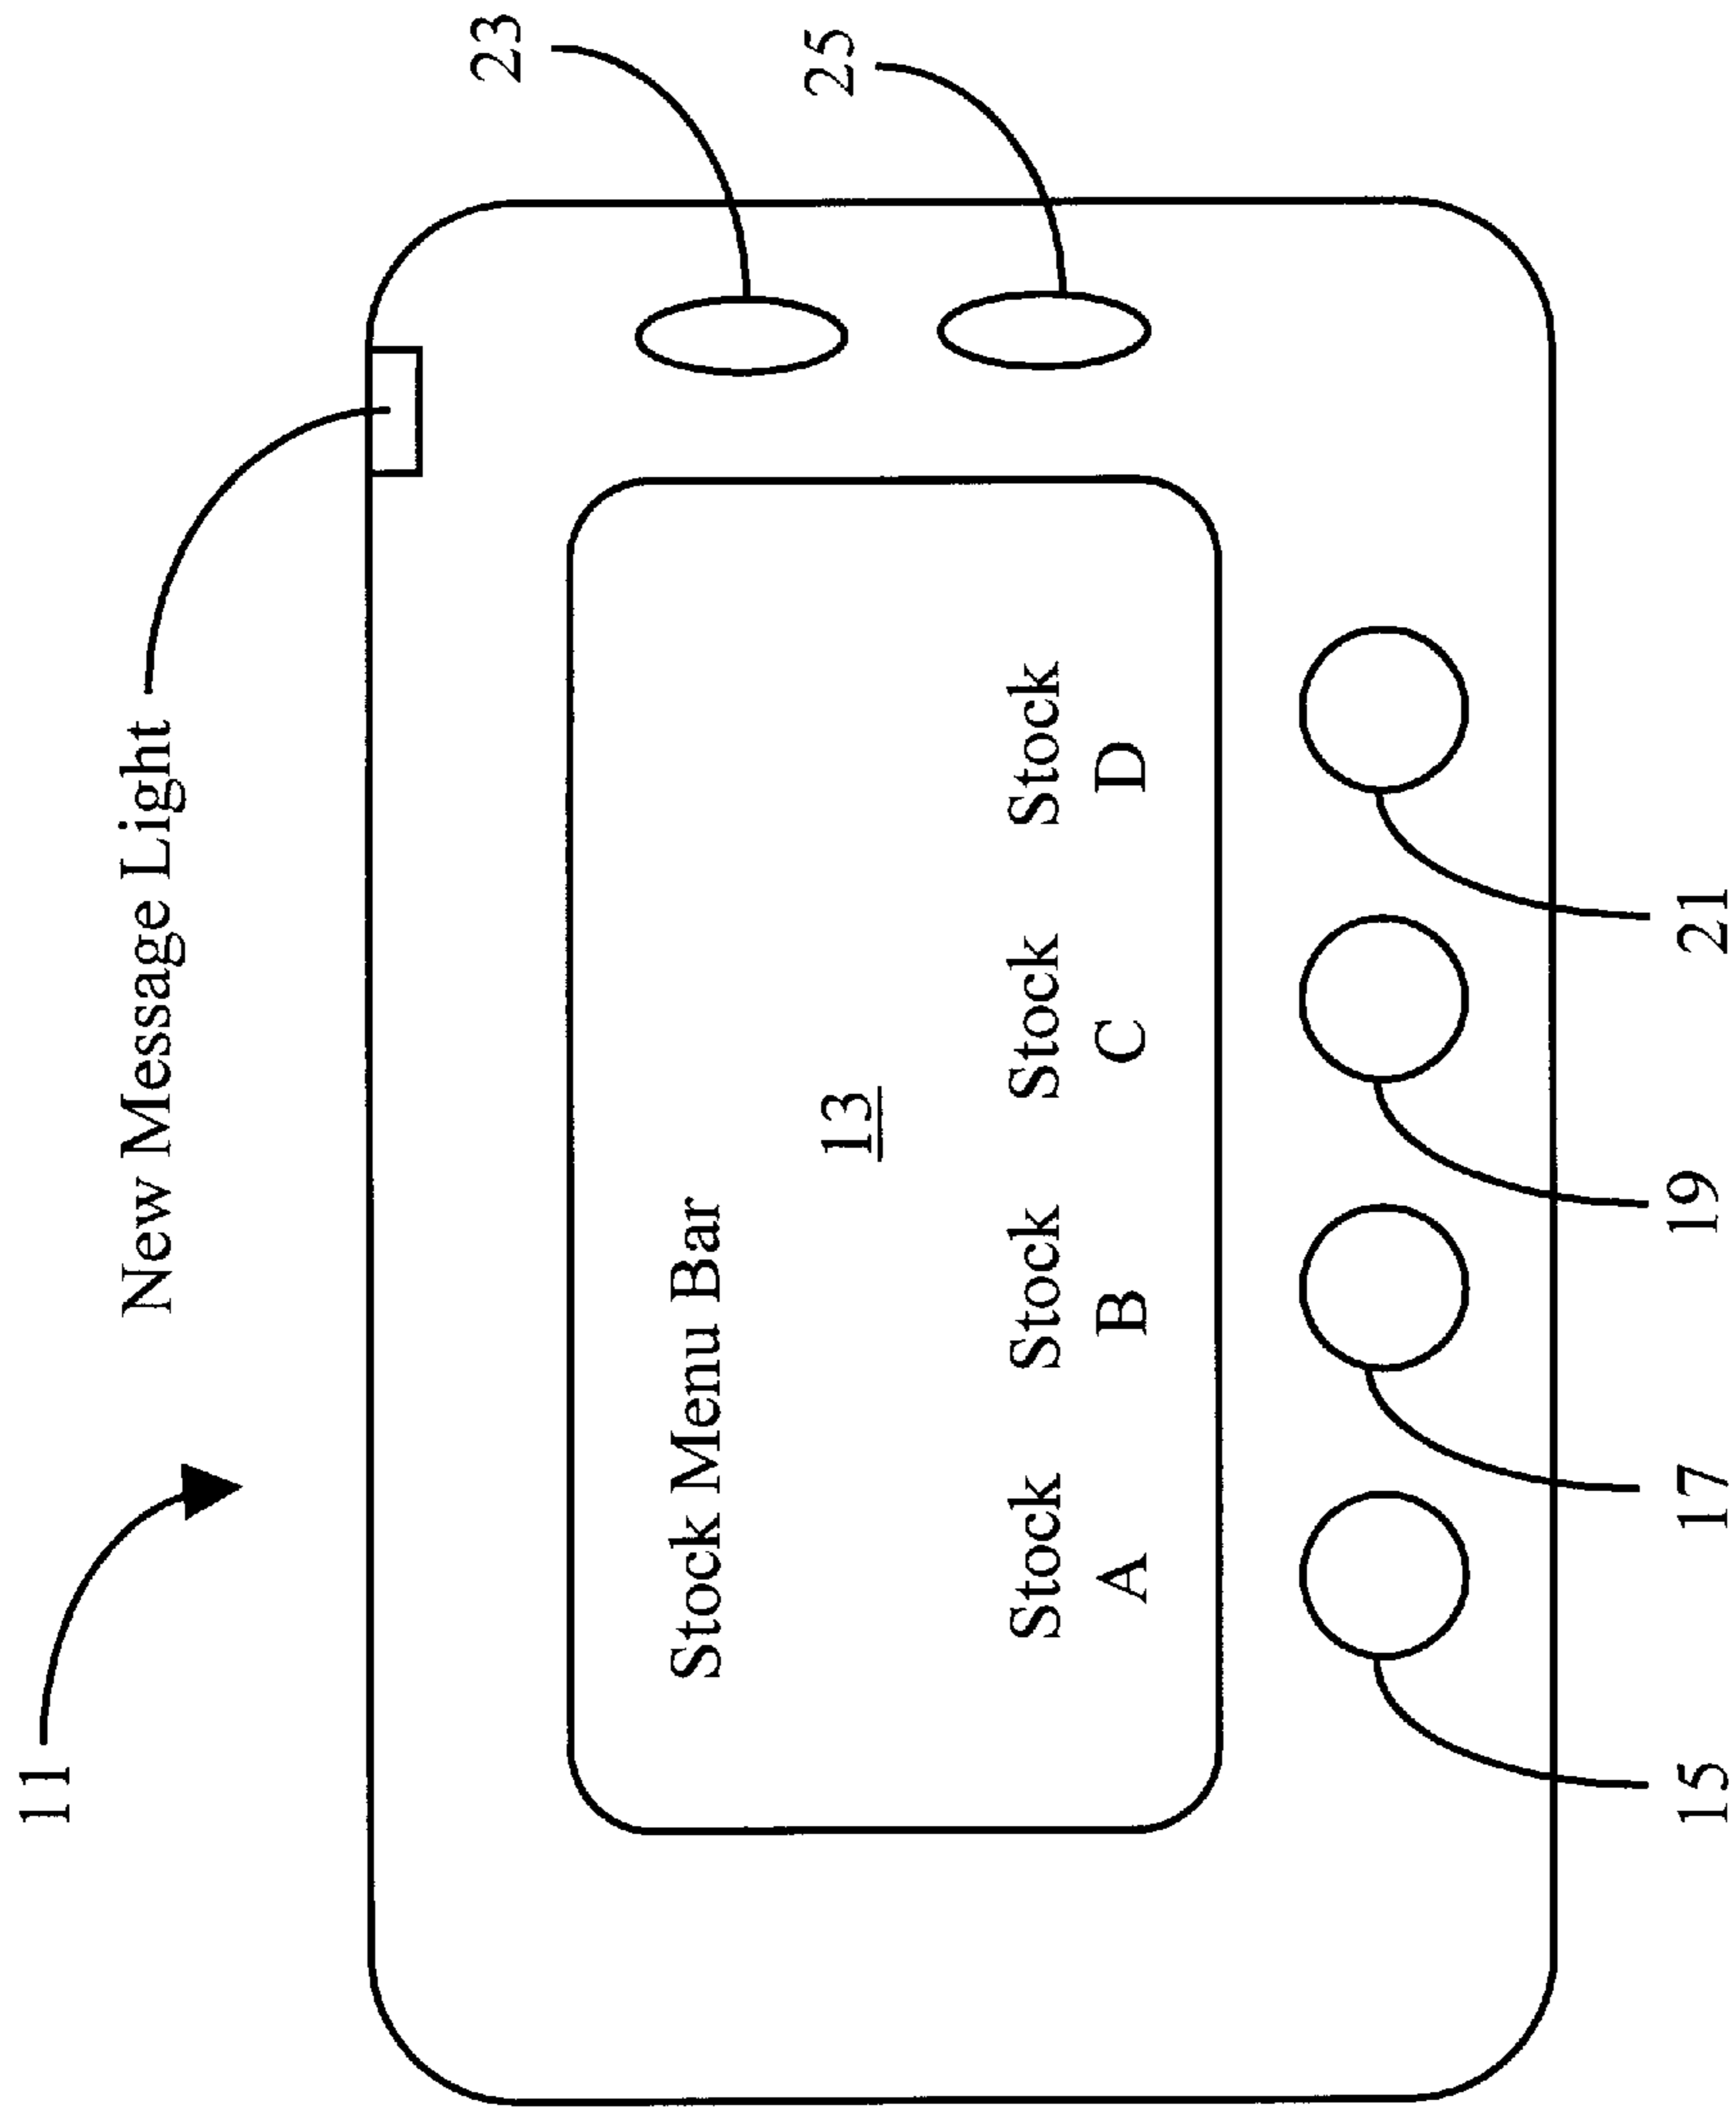 11
New Message Light
23
Stock Menu Bar
25
13
Stock Stock Stock Stock
A B C D
15 17 19 21